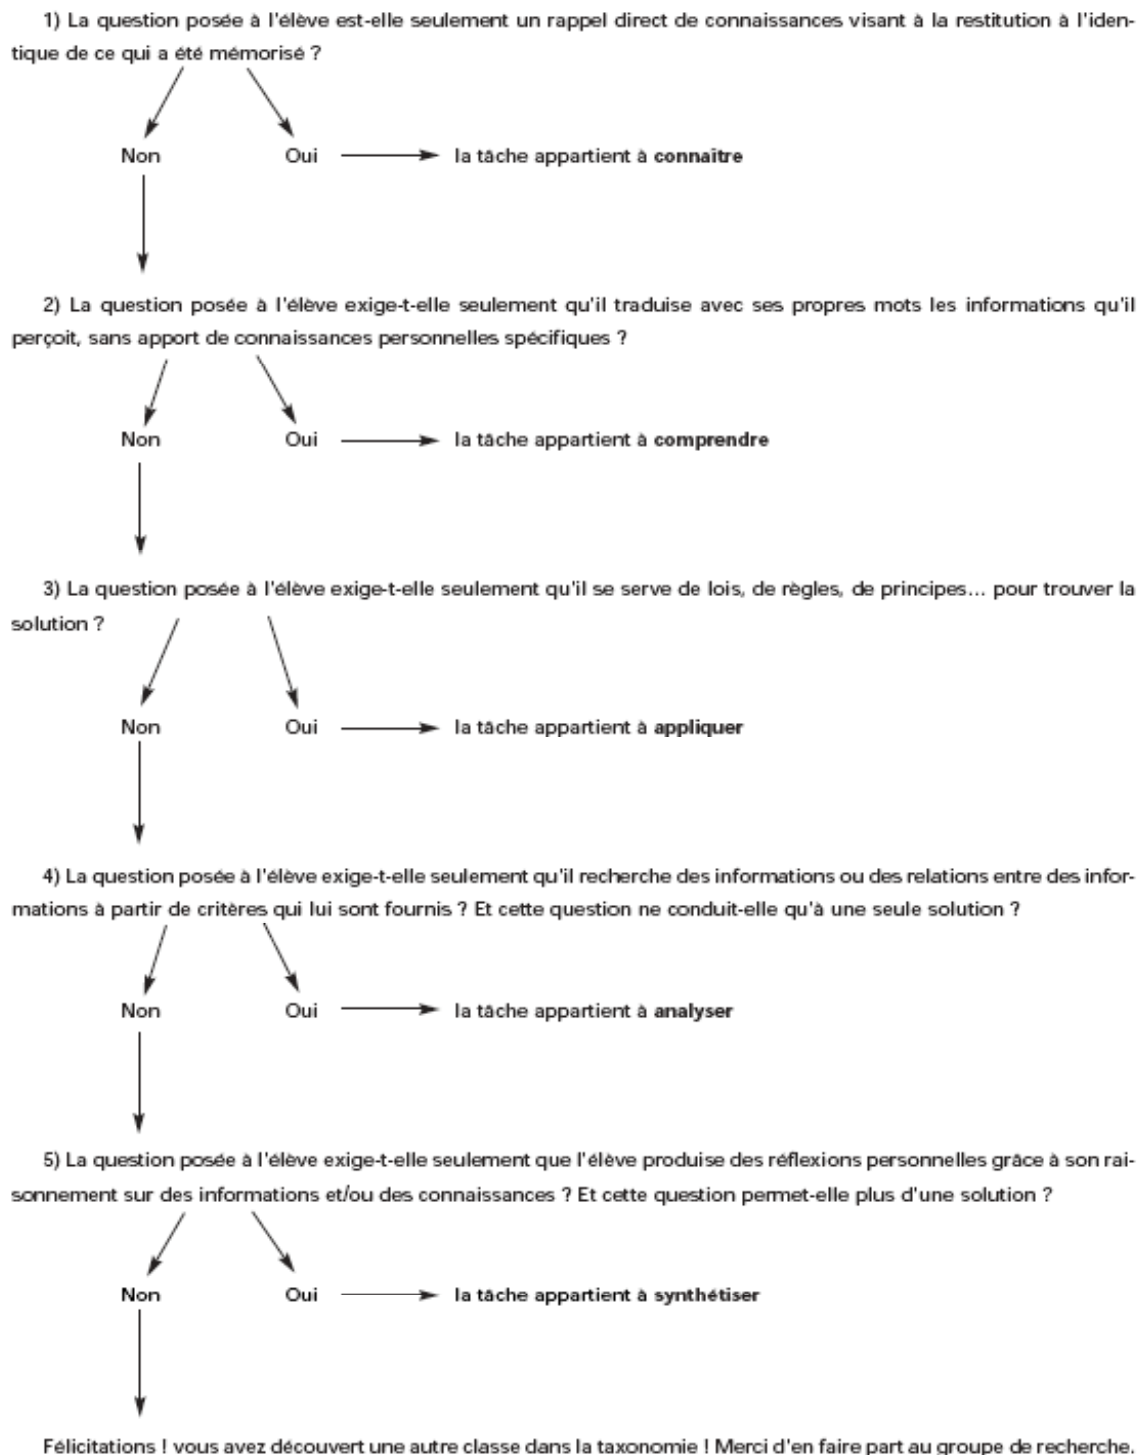 1) La question posée à l'élève est-elle seulement un rappel direct de connaissances visant à la restitution à l'iden-
tique de ce qui a été mémorisé ?
Non Oui la tâche appartient à connaître
2) La question posée à l'élève exige-t-elle seulement qu'il traduise avec ses propres mots les informations qu'il
perçoit, sans apport de connaissances personnelles spécifiques ?
Non Oui la tâche appartient à comprendre
3) La question posée à l'élève exige-t-elle seulement qu'il se serve de lois, de règles, de principes... pour trouver la
solution ?
Non Oui la tâche appartient à appliquer
4) La question posée à l'élève exige-t-elle seulement qu'il recherche des informations ou des relations entre des infor-
mations à partir de critères qui lui sont fournis ? Et cette question ne conduit-elle qu'à une seule solution ?
Non Oui la tâche appartient à analyser
5) La question posée à l'élève exige-t-elle seulement que l'élève produise des réflexions personnelles grâce à son rai-
sonnement sur des informations et/ou des connaissances ? Et cette question permet-elle plus d'une solution ?
Non Oui la tâche appartient à synthétiser
Félicitations ! vous avez découvert une autre classe dans la taxonomie ! Merci d'en faire part au groupe de recherche.